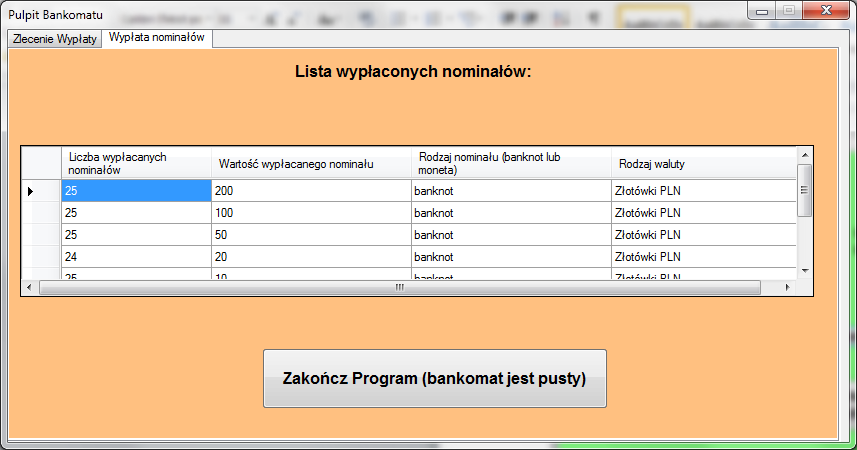 Pulpit Bankomatu
Zlecenie Wypłaty Wypłata nominałów
Lista wypłaconych nominałów:
Liczba wypłacanych nominałów Wartość wypłacanego nominału Rodzaj nominału (banknot lub moneta) Rodzaj waluty
25 200 banknot Złotówki PLN
25 100 banknot Złotówki PLN
25 50 banknot Złotówki PLN
24 20 banknot Złotówki PLN
25 10 banknot Złotówki PLN
Zakończ Program (bankomat jest pusty)